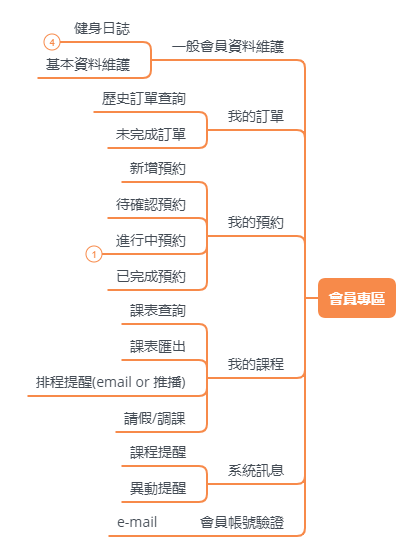 會員專區
一般會員資料維護
健身日誌
4
基本資料維護
我的訂單
歷史訂單查詢
未完成訂單
我的預約
新增預約
待確認預約
進行中預約
1
已完成預約
我的課程
課表查詢
課表匯出
排程提醒(email or 推播)
請假/調課
系統訊息
課程提醒
異動提醒
會員帳號驗證
e-mail